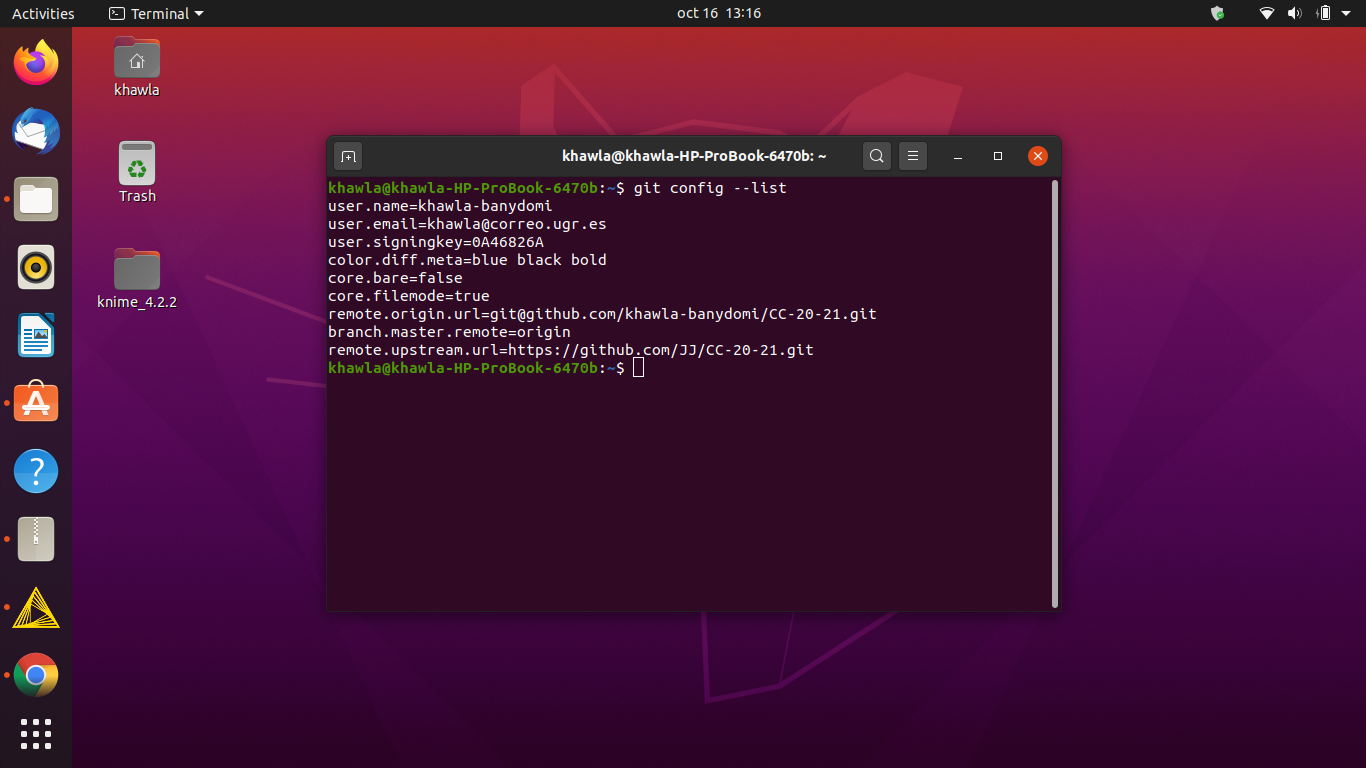 Activities
Terminal
oct 16 13:16
khawla
Trash
knime_4.2.2
khawla@khawla-HP-ProBook-6470b: ~
khawla@khawla-HP-ProBook-6470b:~$ git config --list
user.name=khawla-banydomi
user.email=khawla@correo.ugr.es
user.signingkey=0A46826A
color.diff.meta=blue black bold
core.bare=false
core.filemode=true
remote.origin.url=git@github.com/khawla-banydomi/CC-20-21.git
branch.master.remote=origin
remote.upstream.url=https://github.com/JJ/CC-20-21.git
khawla@khawla-HP-ProBook-6470b:~$